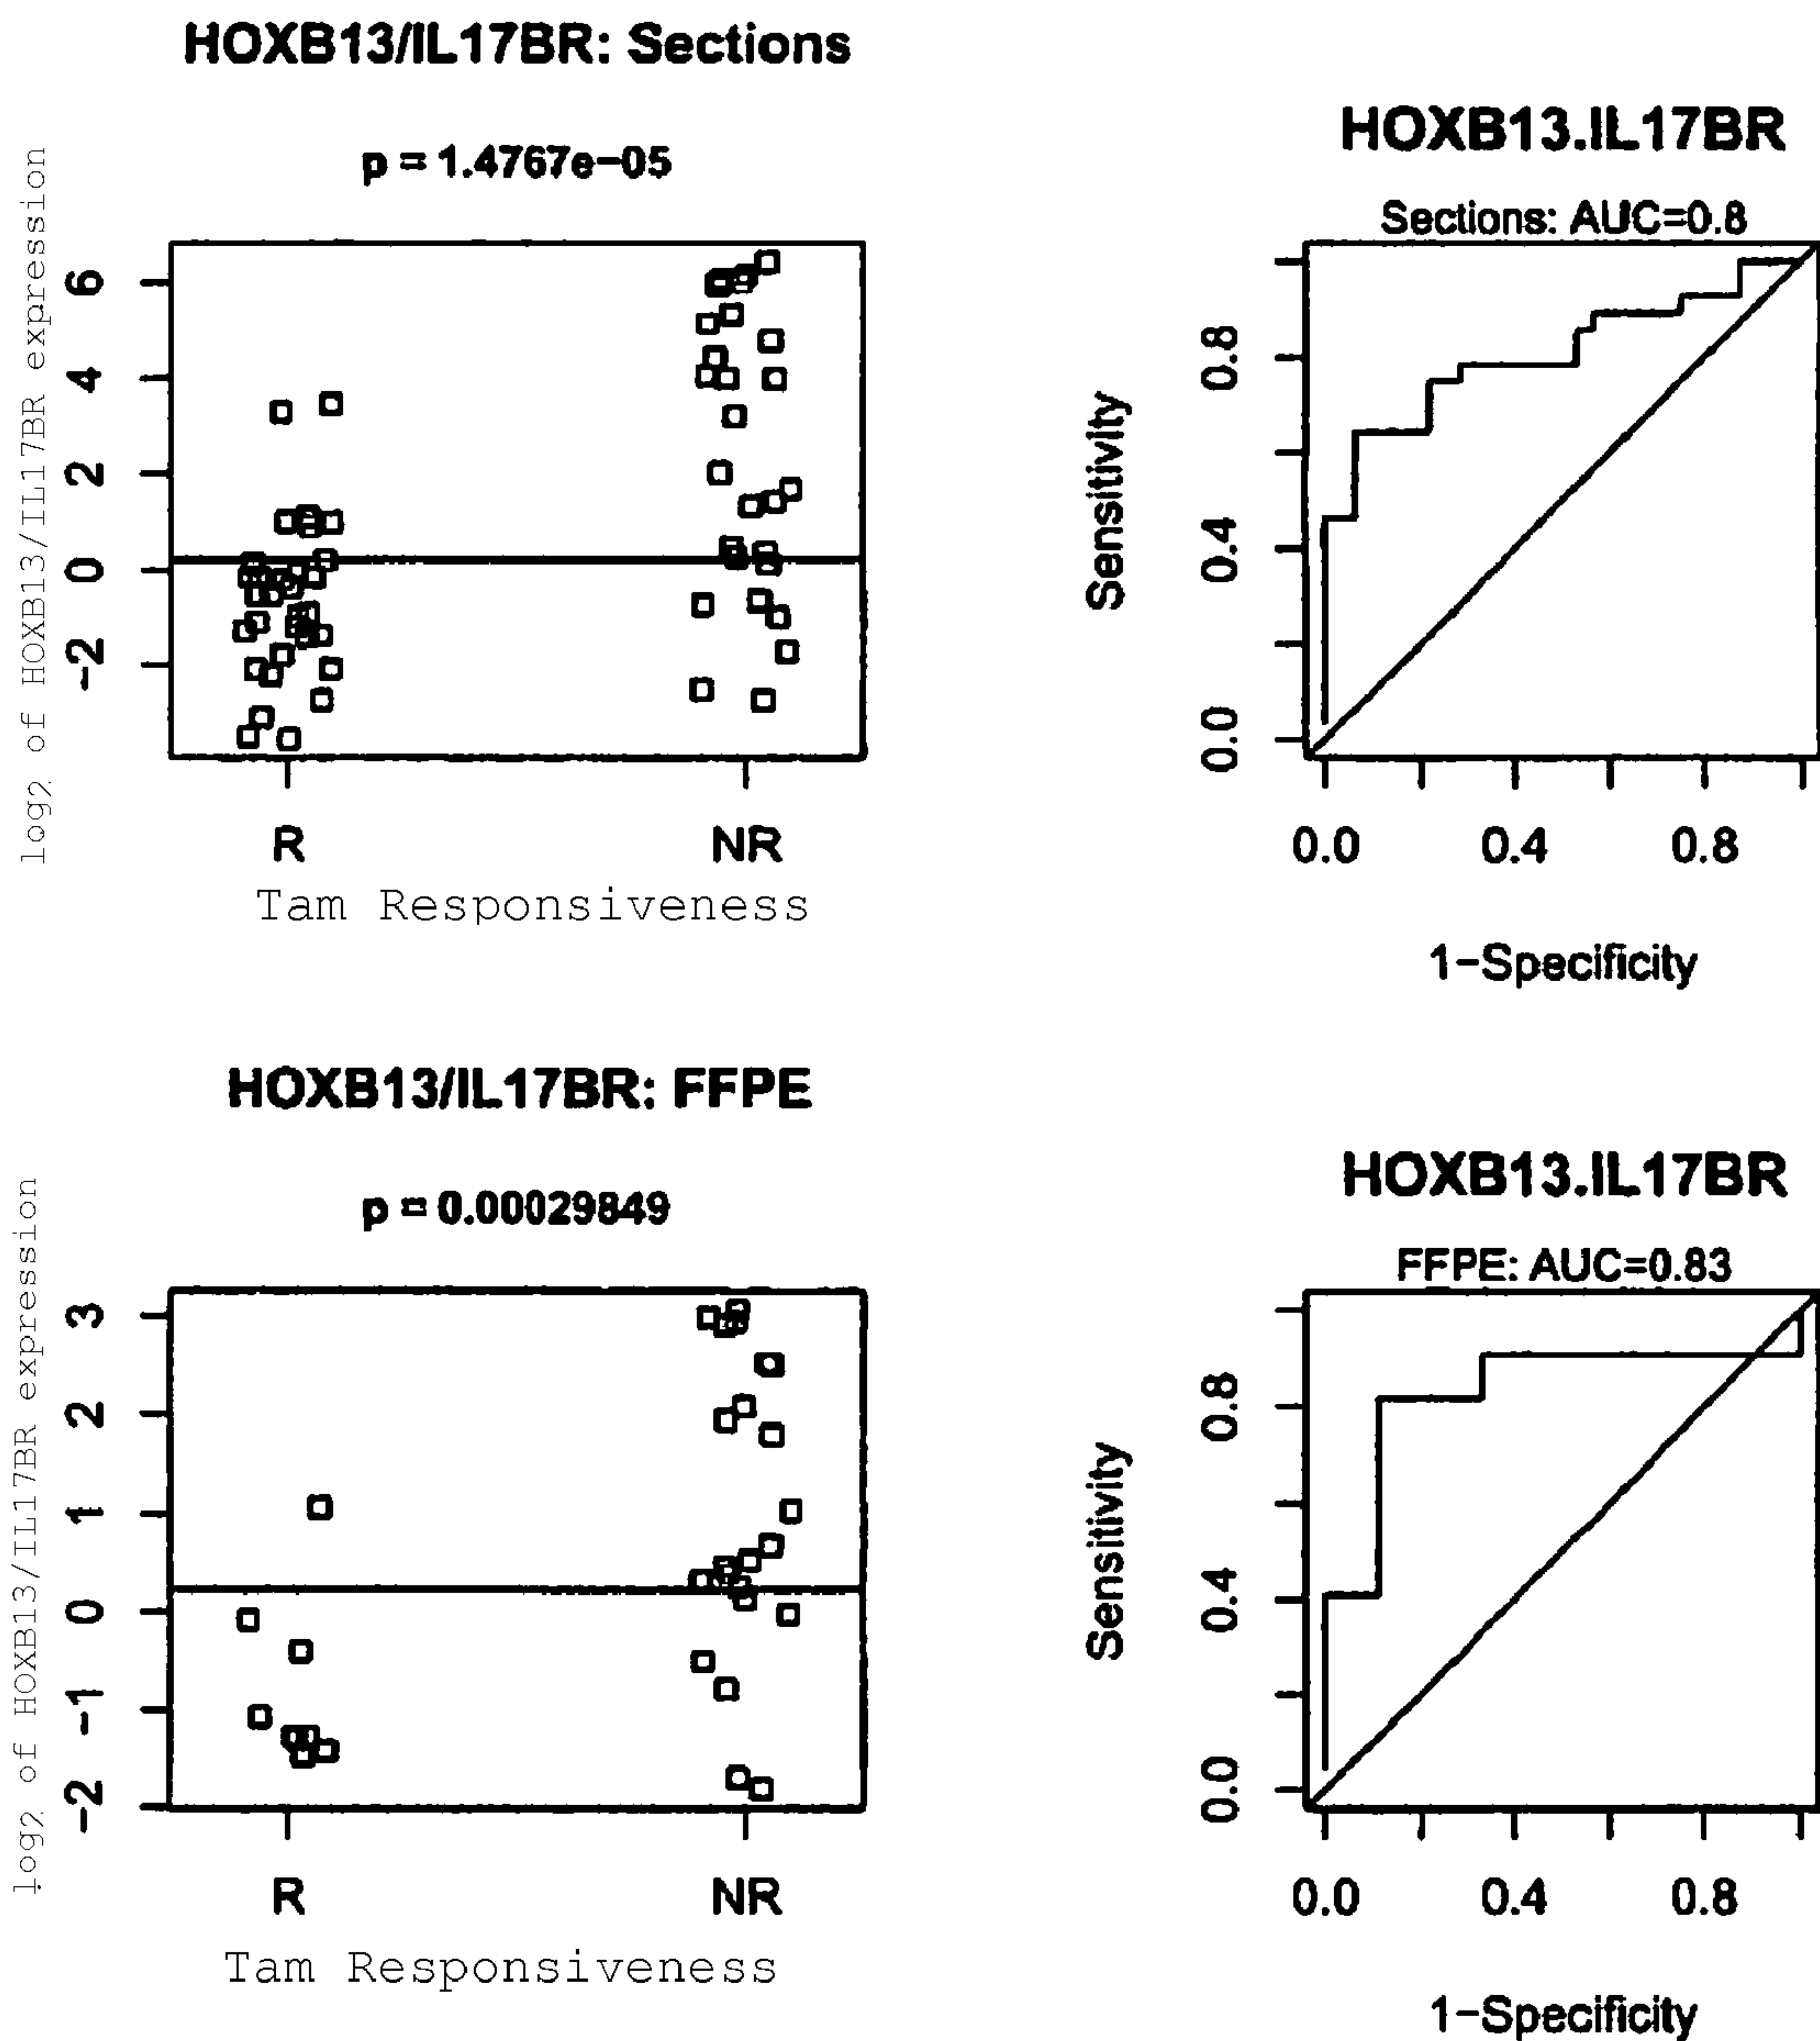 HOXB13/IL17BR: Sections
p = 1.4767e-05
log2 of HOXB13/IL17BR expression
6
4
2
0
-2
R
NR
Tam Responsiveness
HOXB13.IL17BR
Sections: AUC=0.8
Sensitivity
0.8
0.4
0.0
0.0
0.4
0.8
1-Specificity
HOXB13/IL17BR: FFPE
p = 0.00029849
log2 of HOXB13/IL17BR expression
3
2
1
0
-1
-2
R
NR
Tam Responsiveness
HOXB13.IL17BR
FFPE: AUC=0.83
Sensitivity
0.8
0.4
0.0
0.0
0.4
0.8
1-Specificity